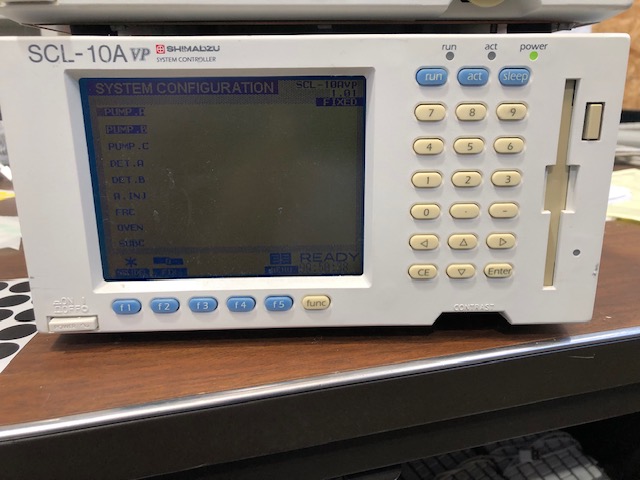 SCL-10A VP SHIMADZU
SYSTEM CONTROLLER
run act power
run act sleep
SYSTEM CONFIGURATION SCL-10AVP
1.01
FIXED
PUMP.A
PUMP.B
PUMP.C
DET.A
DET.B
A.INJ
FRC
OVEN
SUBC
READY
7 8 9
4 5 6
1 2 3
0 . −
◁ △ ▷
CE ▽ Enter
f1 f2 f3 f4 f5 func
CONTRAST